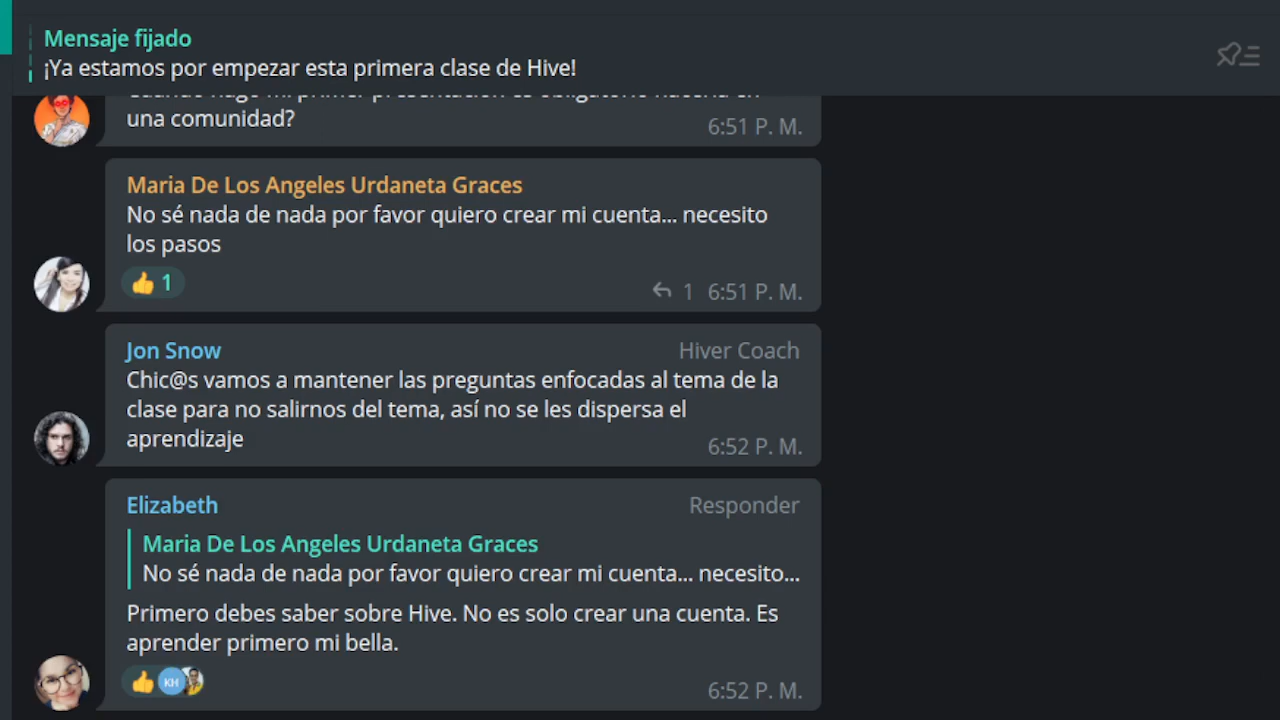 Mensaje fijado
¡Ya estamos por empezar esta primera clase de Hive!
una comunidad?
6:51 P. M.
Maria De Los Angeles Urdaneta Graces
No sé nada de nada por favor quiero crear mi cuenta... necesito
los pasos
👍 1
1 6:51 P. M.
Jon Snow Hiver Coach
Chic@s vamos a mantener las preguntas enfocadas al tema de la
clase para no salirnos del tema, así no se les dispersa el
aprendizaje
6:52 P. M.
Elizabeth Responder
Maria De Los Angeles Urdaneta Graces
No sé nada de nada por favor quiero crear mi cuenta... necesito...
Primero debes saber sobre Hive. No es solo crear una cuenta. Es
aprender primero mi bella.
👍 KH
6:52 P. M.